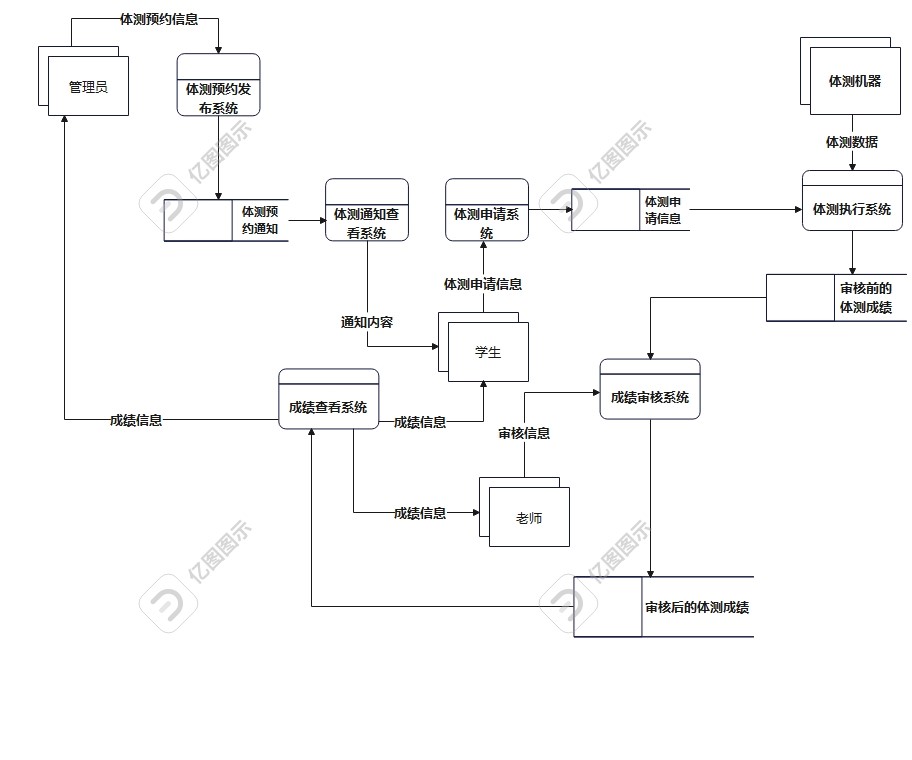 体测预约信息
管理员
体测预约发
布系统
体测机器
体测数据
亿图图示
亿图图示
体测预
约通知
体测通知查
看系统
体测申请系
统
体测申
请信息
体测执行系统
体测申请信息
审核前的
体测成绩
通知内容
学生
成绩查看系统
成绩审核系统
成绩信息
成绩信息
审核信息
成绩信息
老师
亿图图示
亿图图示
审核后的体测成绩